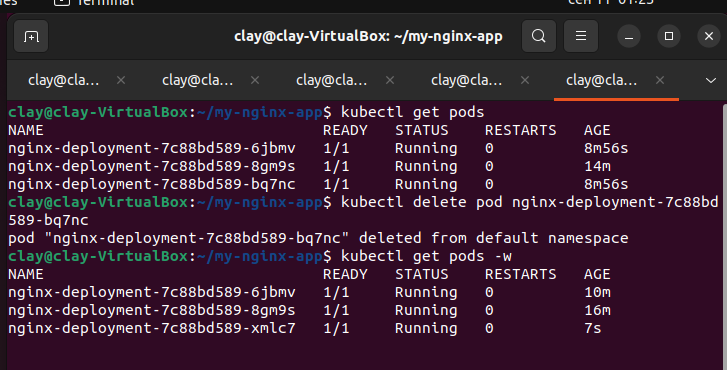 Terminal
clay@clay-VirtualBox: ~/my-nginx-app
clay@cla... clay@cla... clay@cla... clay@cla... clay@cla...
clay@clay-VirtualBox:~/my-nginx-app$ kubectl get pods
NAME READY STATUS RESTARTS AGE
nginx-deployment-7c88bd589-6jbmv 1/1 Running 0 8m56s
nginx-deployment-7c88bd589-8gm9s 1/1 Running 0 14m
nginx-deployment-7c88bd589-bq7nc 1/1 Running 0 8m56s
clay@clay-VirtualBox:~/my-nginx-app$ kubectl delete pod nginx-deployment-7c88bd
589-bq7nc
pod "nginx-deployment-7c88bd589-bq7nc" deleted from default namespace
clay@clay-VirtualBox:~/my-nginx-app$ kubectl get pods -w
NAME READY STATUS RESTARTS AGE
nginx-deployment-7c88bd589-6jbmv 1/1 Running 0 10m
nginx-deployment-7c88bd589-8gm9s 1/1 Running 0 16m
nginx-deployment-7c88bd589-xmlc7 1/1 Running 0 7s